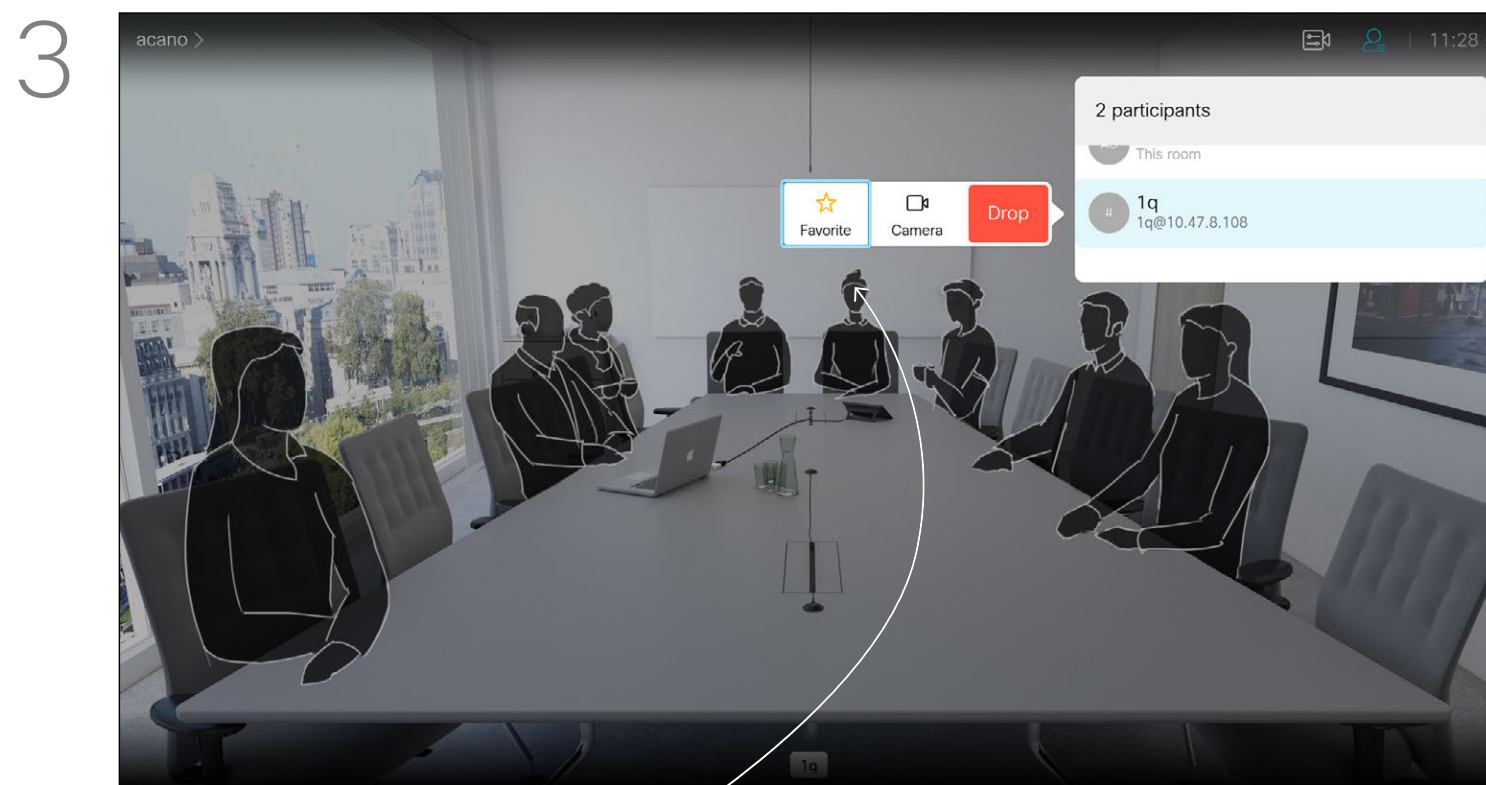 3
acano >
11:28
2 participants
This room
Favorite
Camera
Drop
#
1q
1q@10.47.8.108
1q